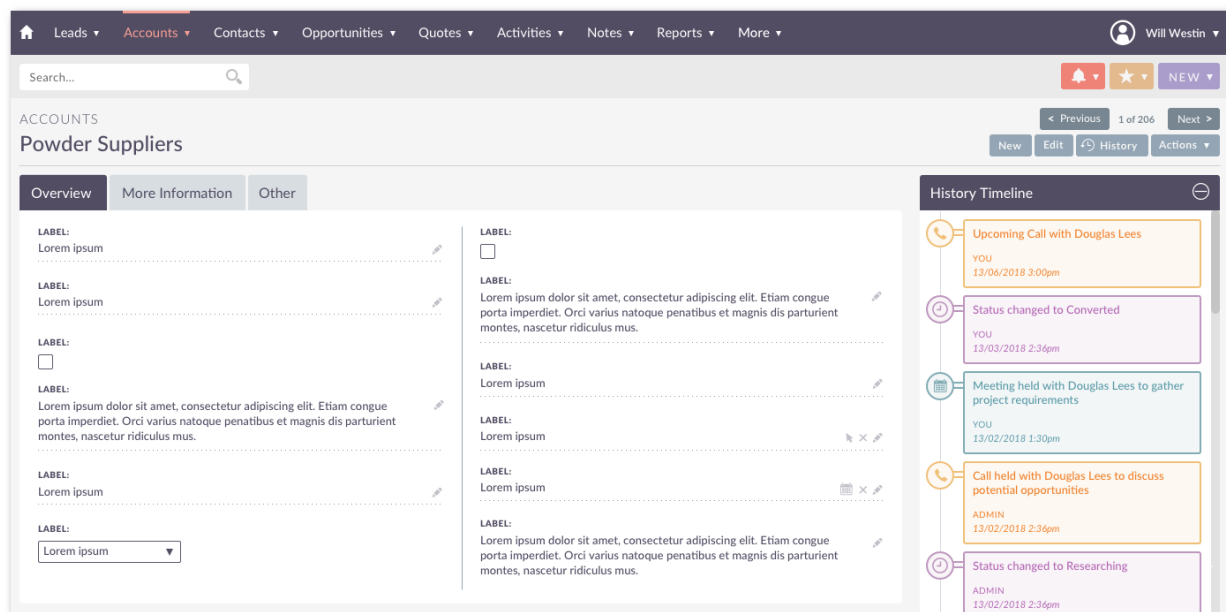 Leads Accounts Contacts Opportunities Quotes Activities Notes Reports More Will Westin
Search...
NEW
ACCOUNTS
Powder Suppliers
< Previous 1 of 206 Next >
New Edit History Actions
Overview More Information Other
LABEL:
Lorem ipsum
LABEL:
Lorem ipsum
LABEL:
LABEL:
Lorem ipsum dolor sit amet, consectetur adipiscing elit. Etiam congue
porta imperdiet. Orci varius natoque penatibus et magnis dis parturient
montes, nascetur ridiculus mus.
LABEL:
Lorem ipsum
LABEL:
Lorem ipsum
LABEL:
LABEL:
Lorem ipsum dolor sit amet, consectetur adipiscing elit. Etiam congue
porta imperdiet. Orci varius natoque penatibus et magnis dis parturient
montes, nascetur ridiculus mus.
LABEL:
Lorem ipsum
LABEL:
Lorem ipsum
LABEL:
Lorem ipsum
LABEL:
Lorem ipsum dolor sit amet, consectetur adipiscing elit. Etiam congue
porta imperdiet. Orci varius natoque penatibus et magnis dis parturient
montes, nascetur ridiculus mus.
History Timeline
Upcoming Call with Douglas Lees
YOU
13/06/2018 3:00pm
Status changed to Converted
YOU
13/03/2018 2:36pm
Meeting held with Douglas Lees to gather
project requirements
YOU
13/02/2018 1:30pm
Call held with Douglas Lees to discuss
potential opportunities
ADMIN
13/02/2018 2:36pm
Status changed to Researching
ADMIN
13/02/2018 2:36pm